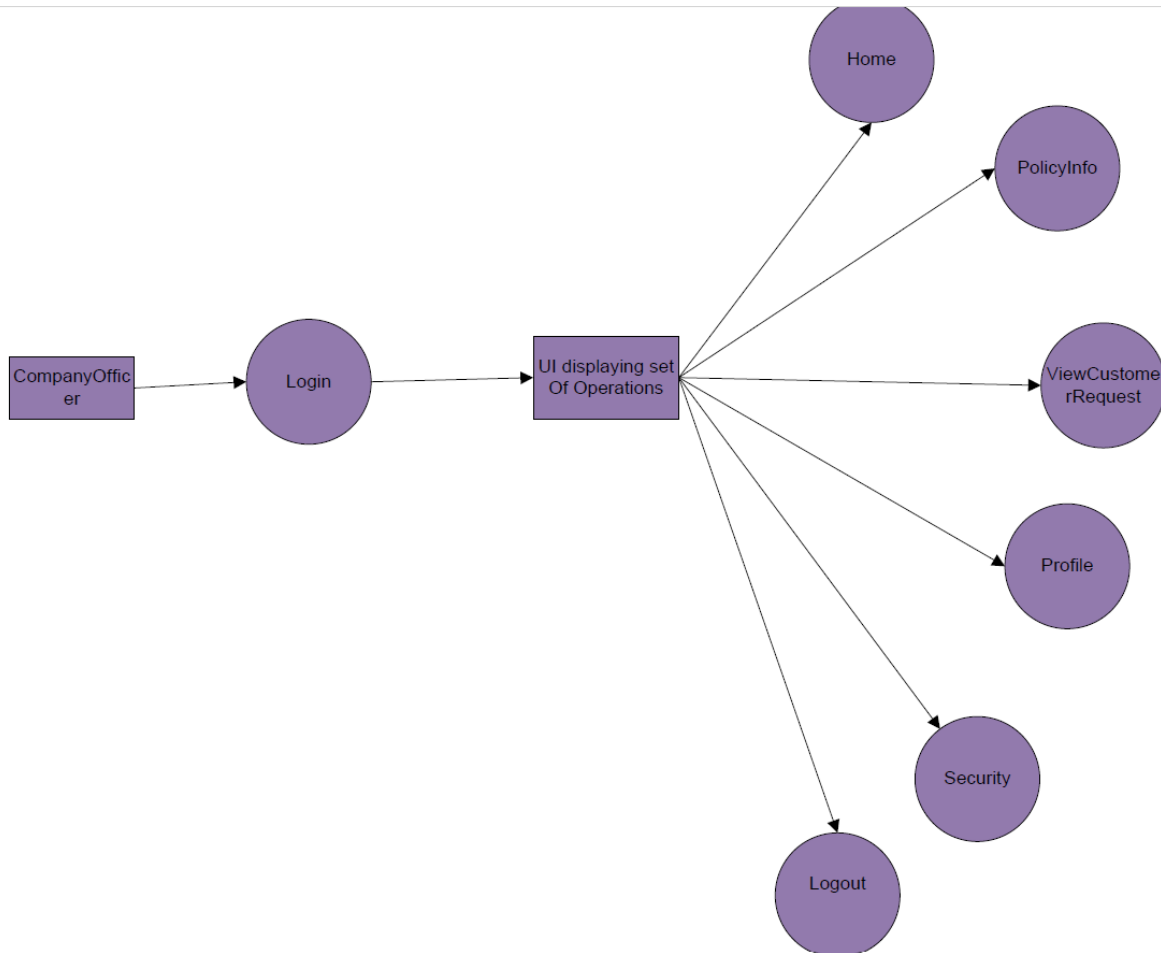 Home
PolicyInfo
CompanyOffic
er
Login
UI displaying set
Of Operations
ViewCustome
rRequest
Profile
Security
Logout